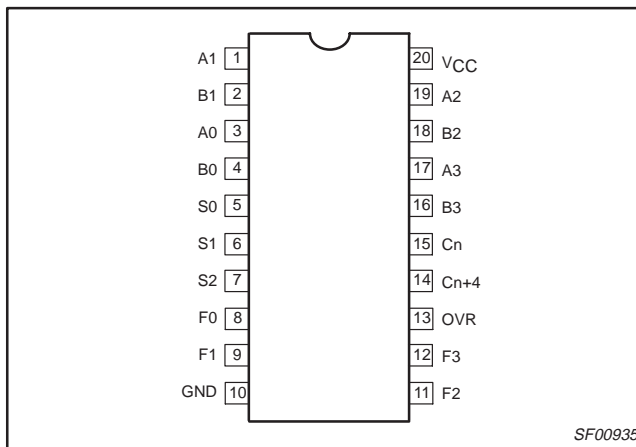 A1 1 20 VCC
B1 2 19 A2
A0 3 18 B2
B0 4 17 A3
S0 5 16 B3
S1 6 15 Cn
S2 7 14 Cn+4
F0 8 13 OVR
F1 9 12 F3
GND 10 11 F2
SF00935